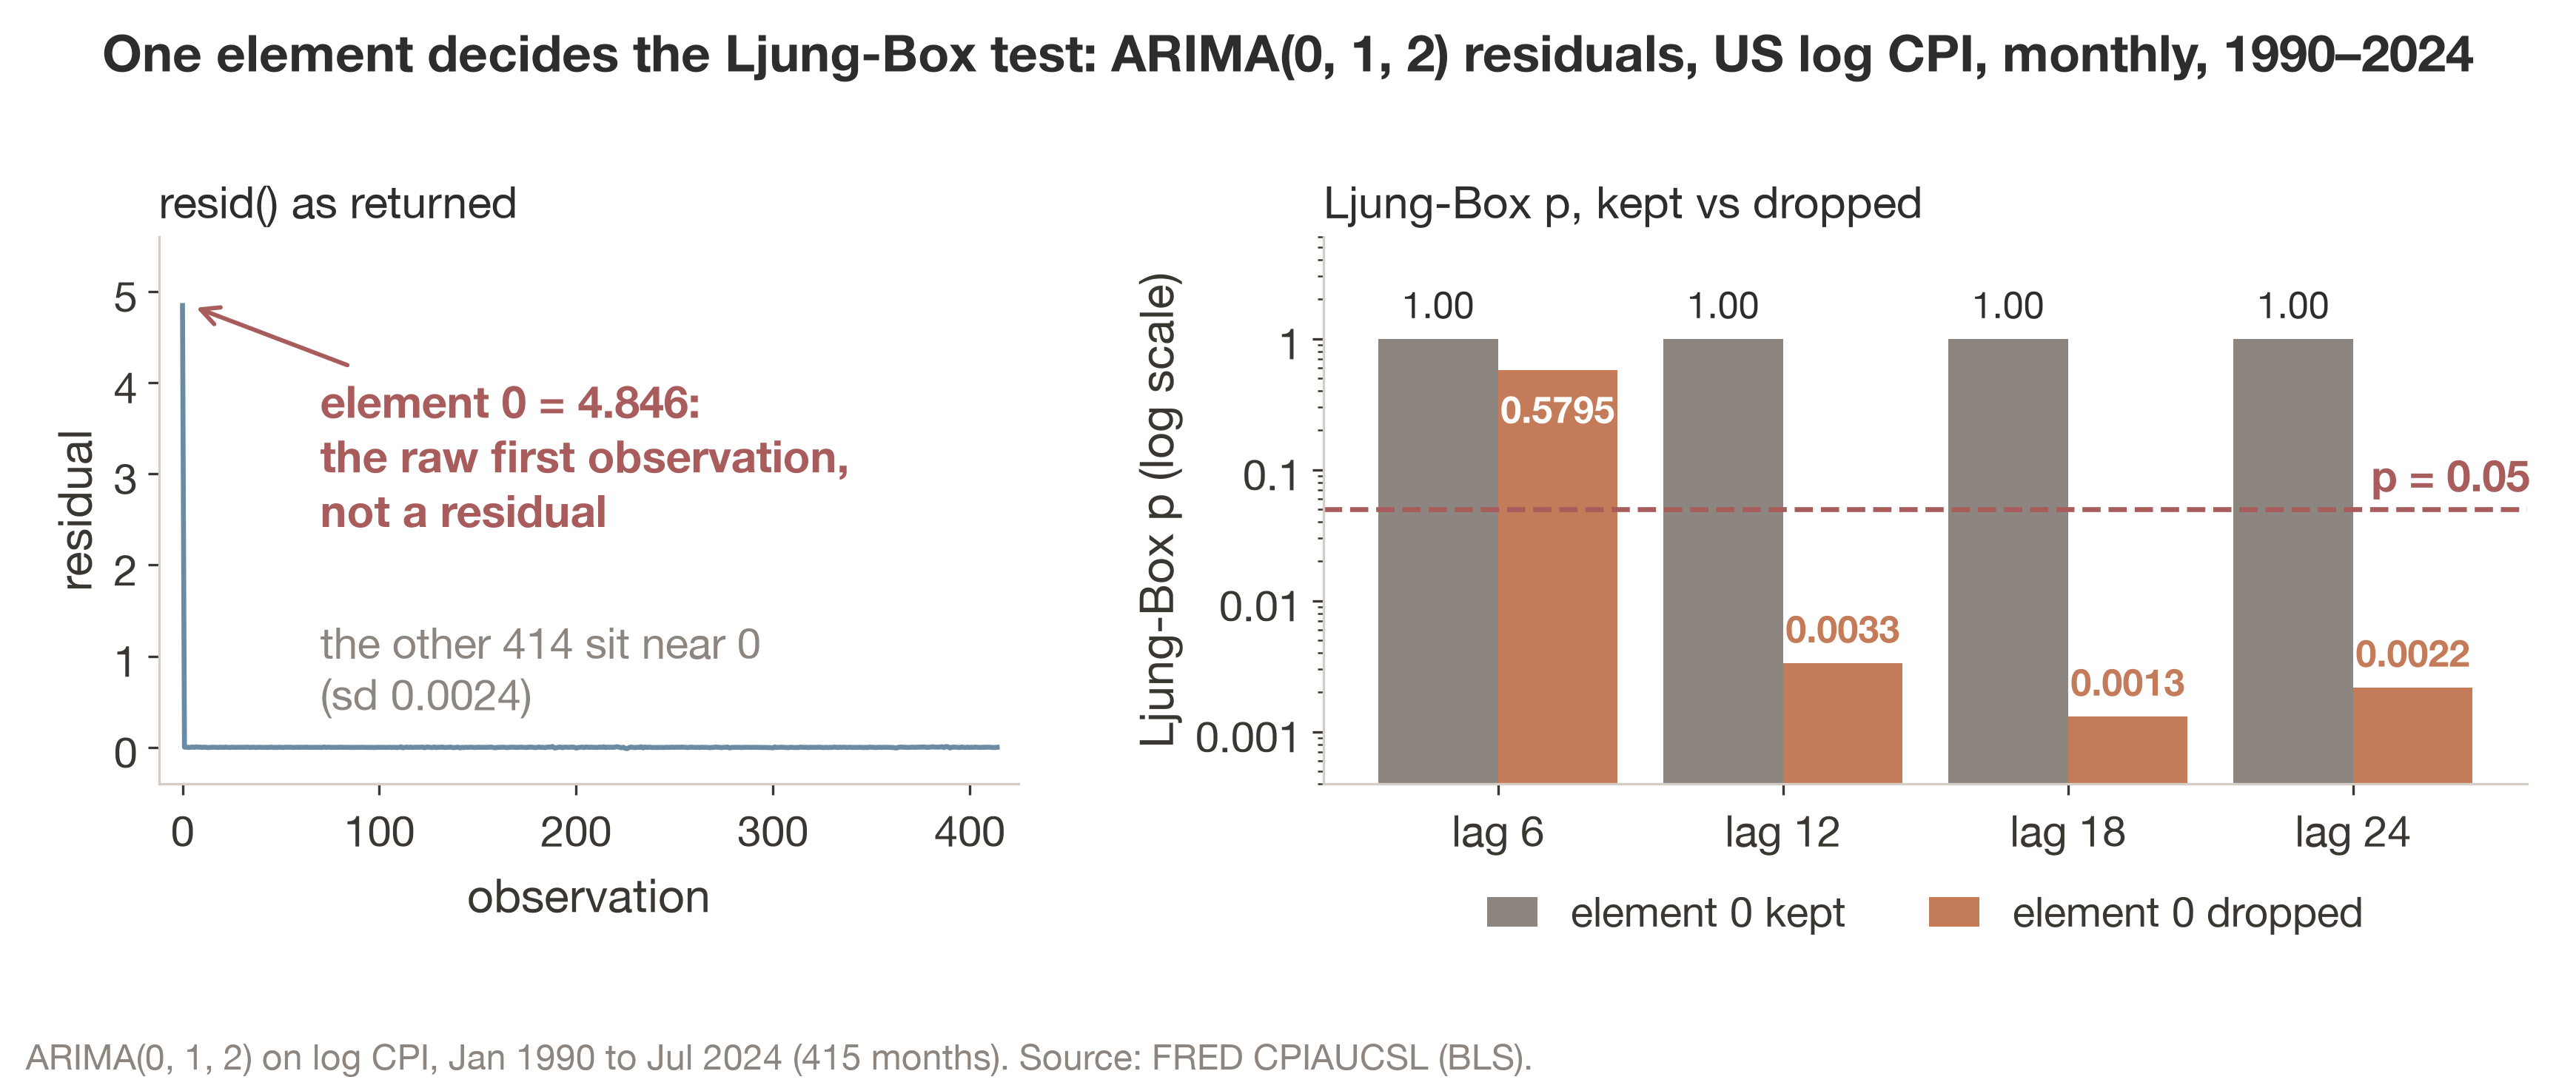 One element decides the Ljung-Box test: ARIMA(0, 1, 2) residuals, US log CPI, monthly, 1990–2024
resid() as returned
residual
5
4
3
2
1
0
element 0 = 4.846:
the raw first observation,
not a residual
the other 414 sit near 0
(sd 0.0024)
0
100
200
300
400
observation
Ljung-Box p, kept vs dropped
Ljung-Box p (log scale)
1
0.1
0.01
0.001
1.00
1.00
1.00
1.00
0.5795
p = 0.05
0.0033
0.0013
0.0022
lag 6
lag 12
lag 18
lag 24
element 0 kept
element 0 dropped
ARIMA(0, 1, 2) on log CPI, Jan 1990 to Jul 2024 (415 months). Source: FRED CPIAUCSL (BLS).